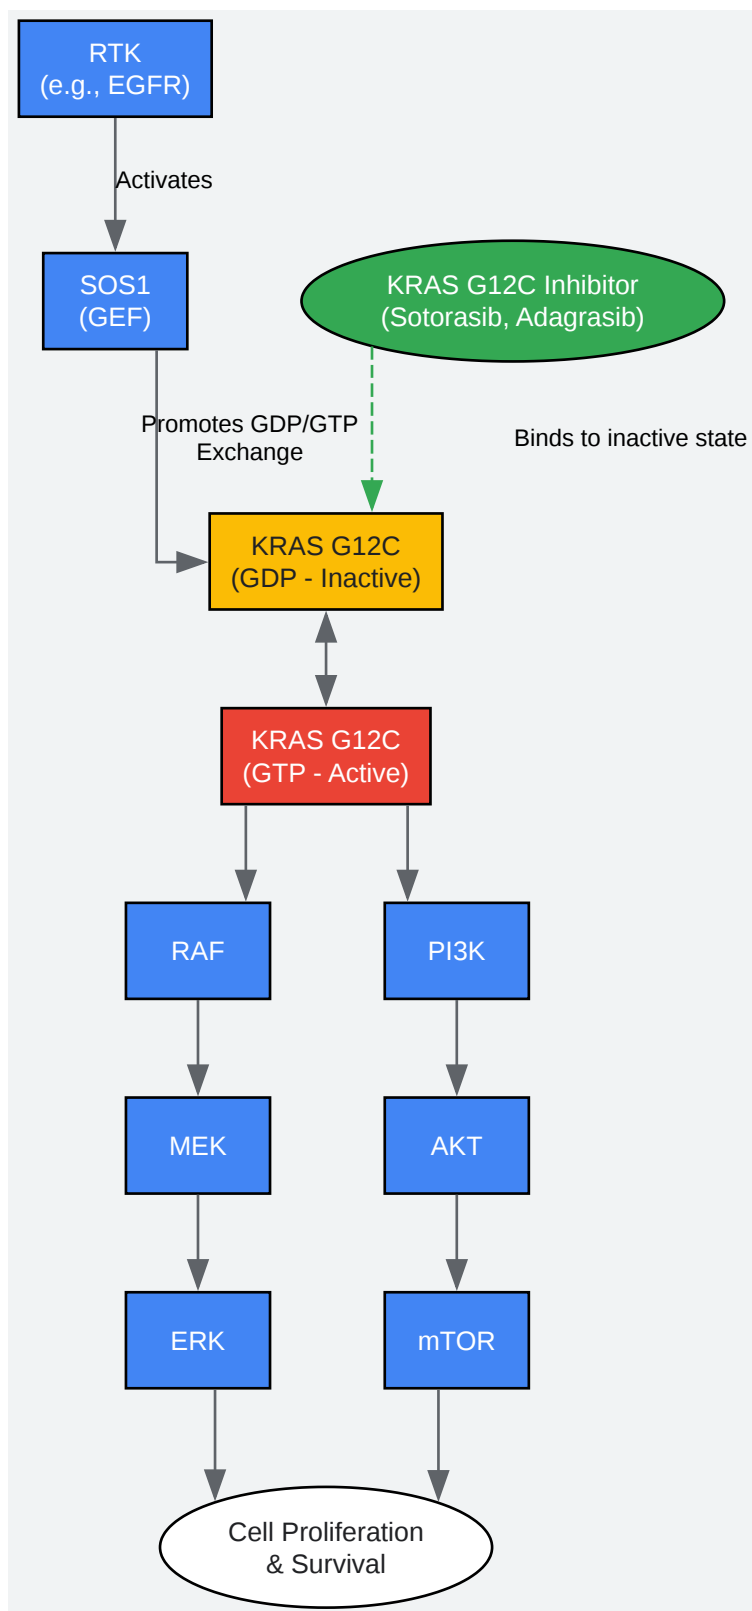 RTK
(e.g., EGFR)
Activates
SOS1
(GEF)
KRAS G12C Inhibitor
(Sotorasib, Adagrasib)
Promotes GDP/GTP
Exchange
Binds to inactive state
KRAS G12C
(GDP - Inactive)
KRAS G12C
(GTP - Active)
RAF
PI3K
MEK
AKT
ERK
mTOR
Cell Proliferation
& Survival